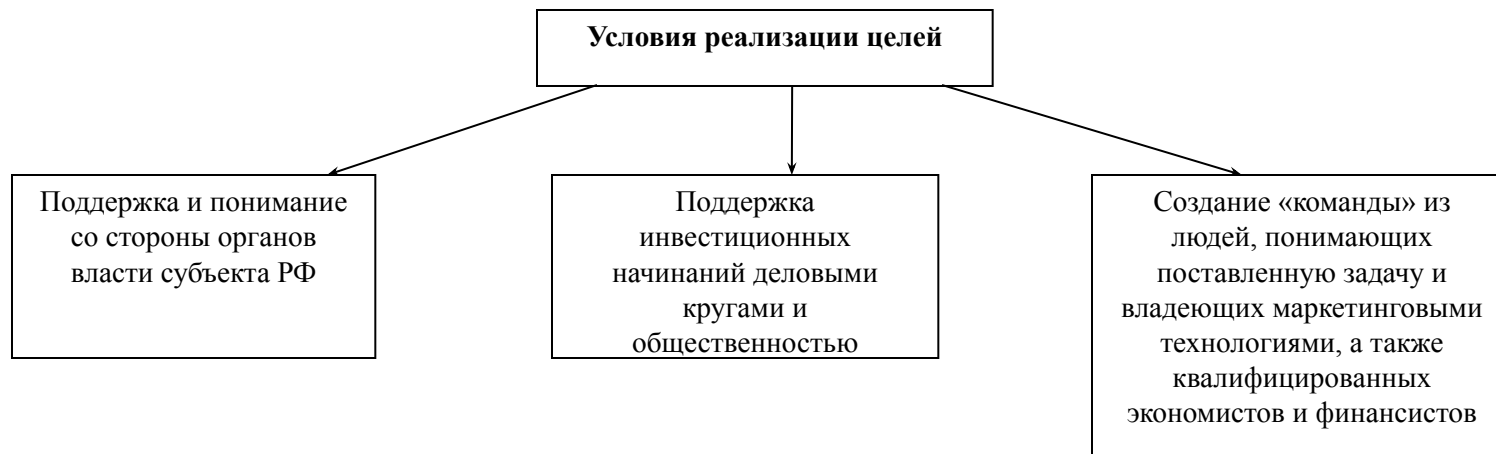 Условия реализации целей
Поддержка и понимание
со стороны органов
власти субъекта РФ
Поддержка
инвестиционных
начинаний деловыми
кругами и
общественностью
Создание «команды» из
людей, понимающих
поставленную задачу и
владеющих маркетинговыми
технологиями, а также
квалифицированных
экономистов и финансистов